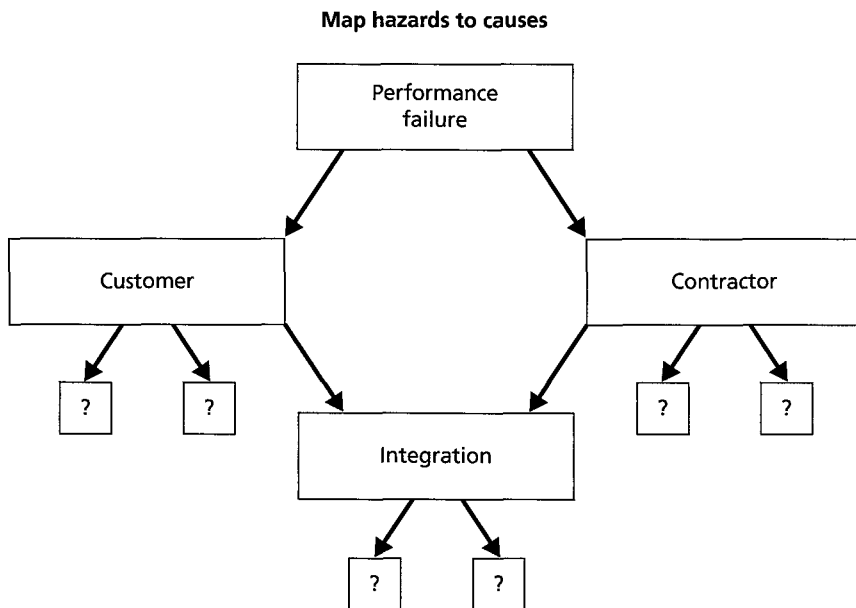 Map hazards to causes
Performance
failure
Customer
Contractor
? ?
? ?
Integration
? ?